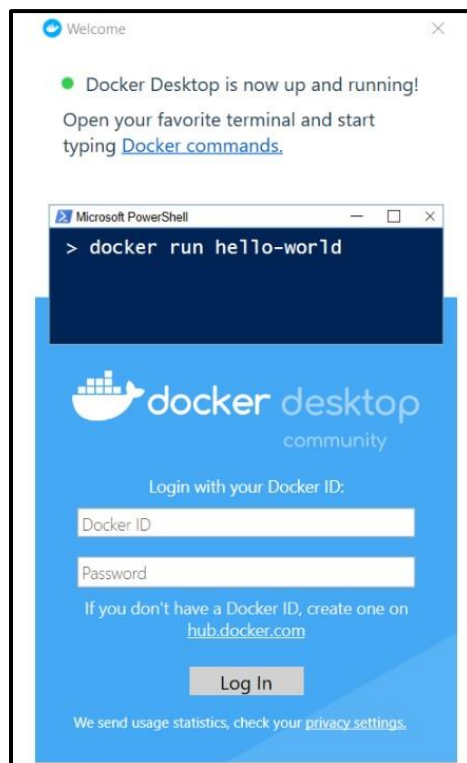 Welcome
Docker Desktop is now up and running!
Open your favorite terminal and start
typing Docker commands.
Microsoft PowerShell
> docker run hello-world
docker desktop
community
Login with your Docker ID:
Docker ID
Password
If you don't have a Docker ID, create one on
hub.docker.com
Log In
We send usage statistics, check your privacy settings.